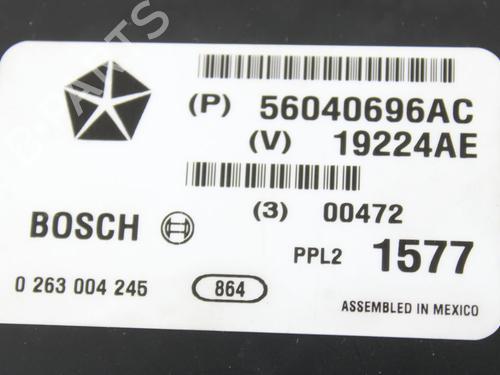 (P) 56040696AC
(V) 19224AE
(3) 00472
BOSCH
PPL2 1577
0 263 004 245 864
ASSEMBLED IN MEXICO